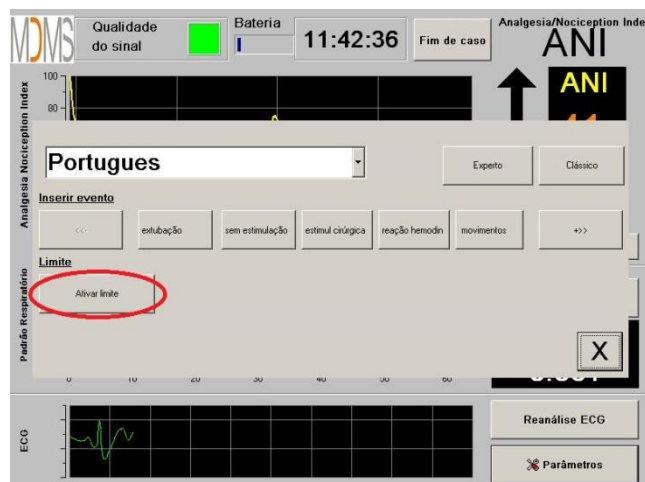 MDMS
Qualidade
do sinal
Bateria
11:42:36
Fim de caso
Analgesia/Nociception Inde
ANI
100
80
Analgesia Nociception Index
ANI
Portugues
Experto
Clássico
Inserir evento
<<-
extubação
sem estimulação
estimul cirúrgica
reação hemodin
movimentos
+>>
Limite
Ativar limite
Padrão Respiratório
X
0 10 20 30 40 50 60
ECG
Reanálise ECG
Parâmetros